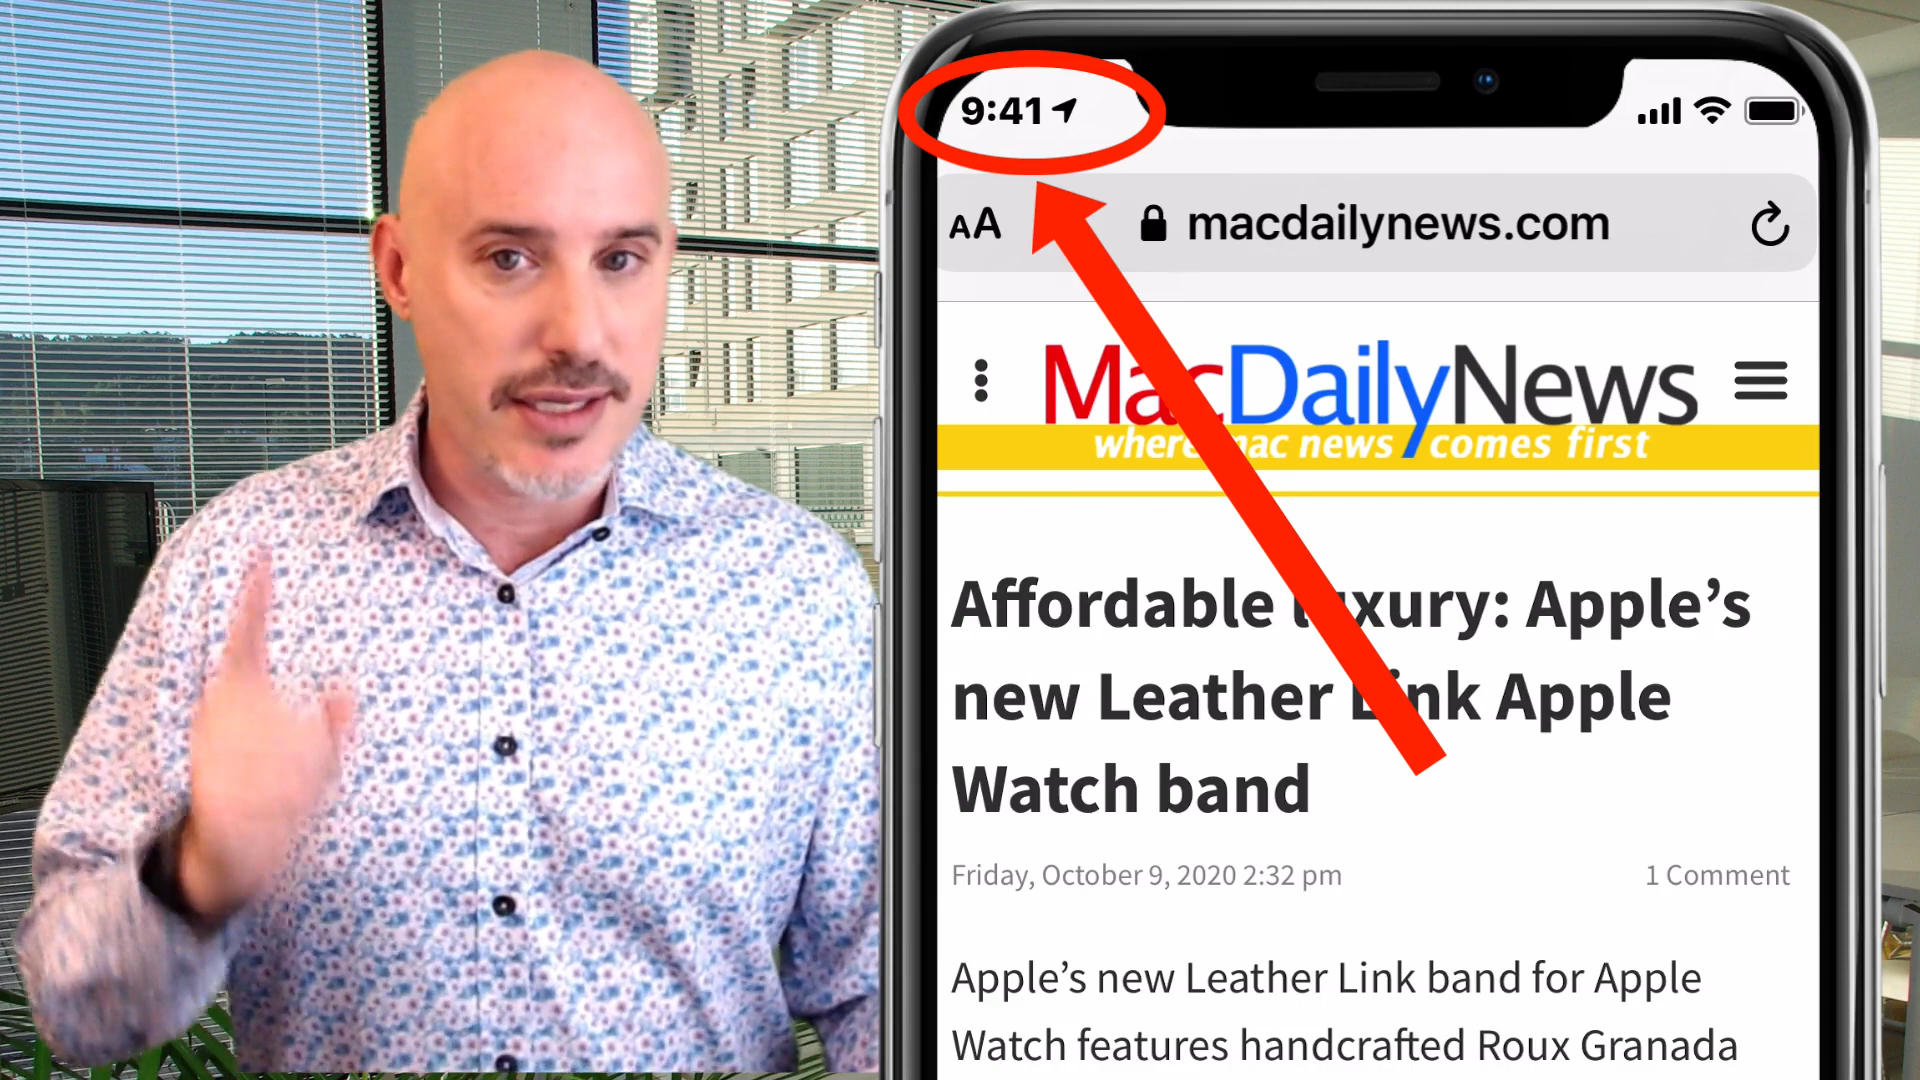 9:41
AA macdailynews.com
MacDailyNews
where mac news comes first
Affordable luxury: Apple’s
new Leather Link Apple
Watch band
Friday, October 9, 2020 2:32 pm 1 Comment
Apple’s new Leather Link band for Apple
Watch features handcrafted Roux Granada